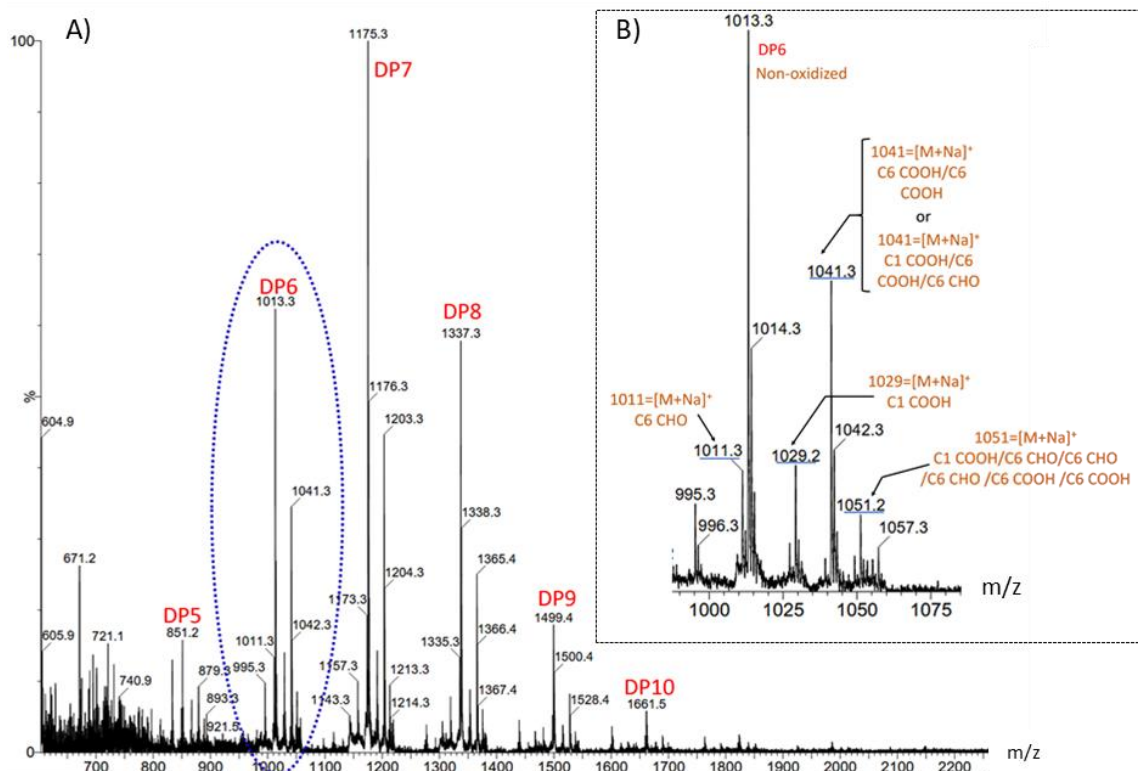 A)
100
%
0
604.9
605.9
671.2
721.1
740.9
DP5
851.2
879.3
893.3
921.5
995.3
1011.3
DP6
1013.3
1041.3
1042.3
1143.3
1157.3
1173.3
1175.3
DP7
1176.3
1203.3
1204.3
1213.3
1214.3
DP8
1337.3
1338.3
1335.3
1365.4
1366.4
1367.4
DP9
1499.4
1500.4
1528.4
DP10
1661.5
700 800 900 1000 1100 1200 1300 1400 1500 1600 1700 1800 1900 2000 2100 2200
m/z
B)
1013.3
DP6
Non-oxidized
1014.3
1041=[M+Na]⁺
C6 COOH/C6
COOH
or
1041=[M+Na]⁺
C1 COOH/C6
COOH/C6 CHO
1041.3
1042.3
1011=[M+Na]⁺
C6 CHO
1011.3
1029=[M+Na]⁺
C1 COOH
1029.2
1051=[M+Na]⁺
C1 COOH/C6 CHO/C6 CHO
/C6 CHO /C6 COOH /C6 COOH
1051.2
1057.3
995.3
996.3
1000 1025 1050 1075
m/z